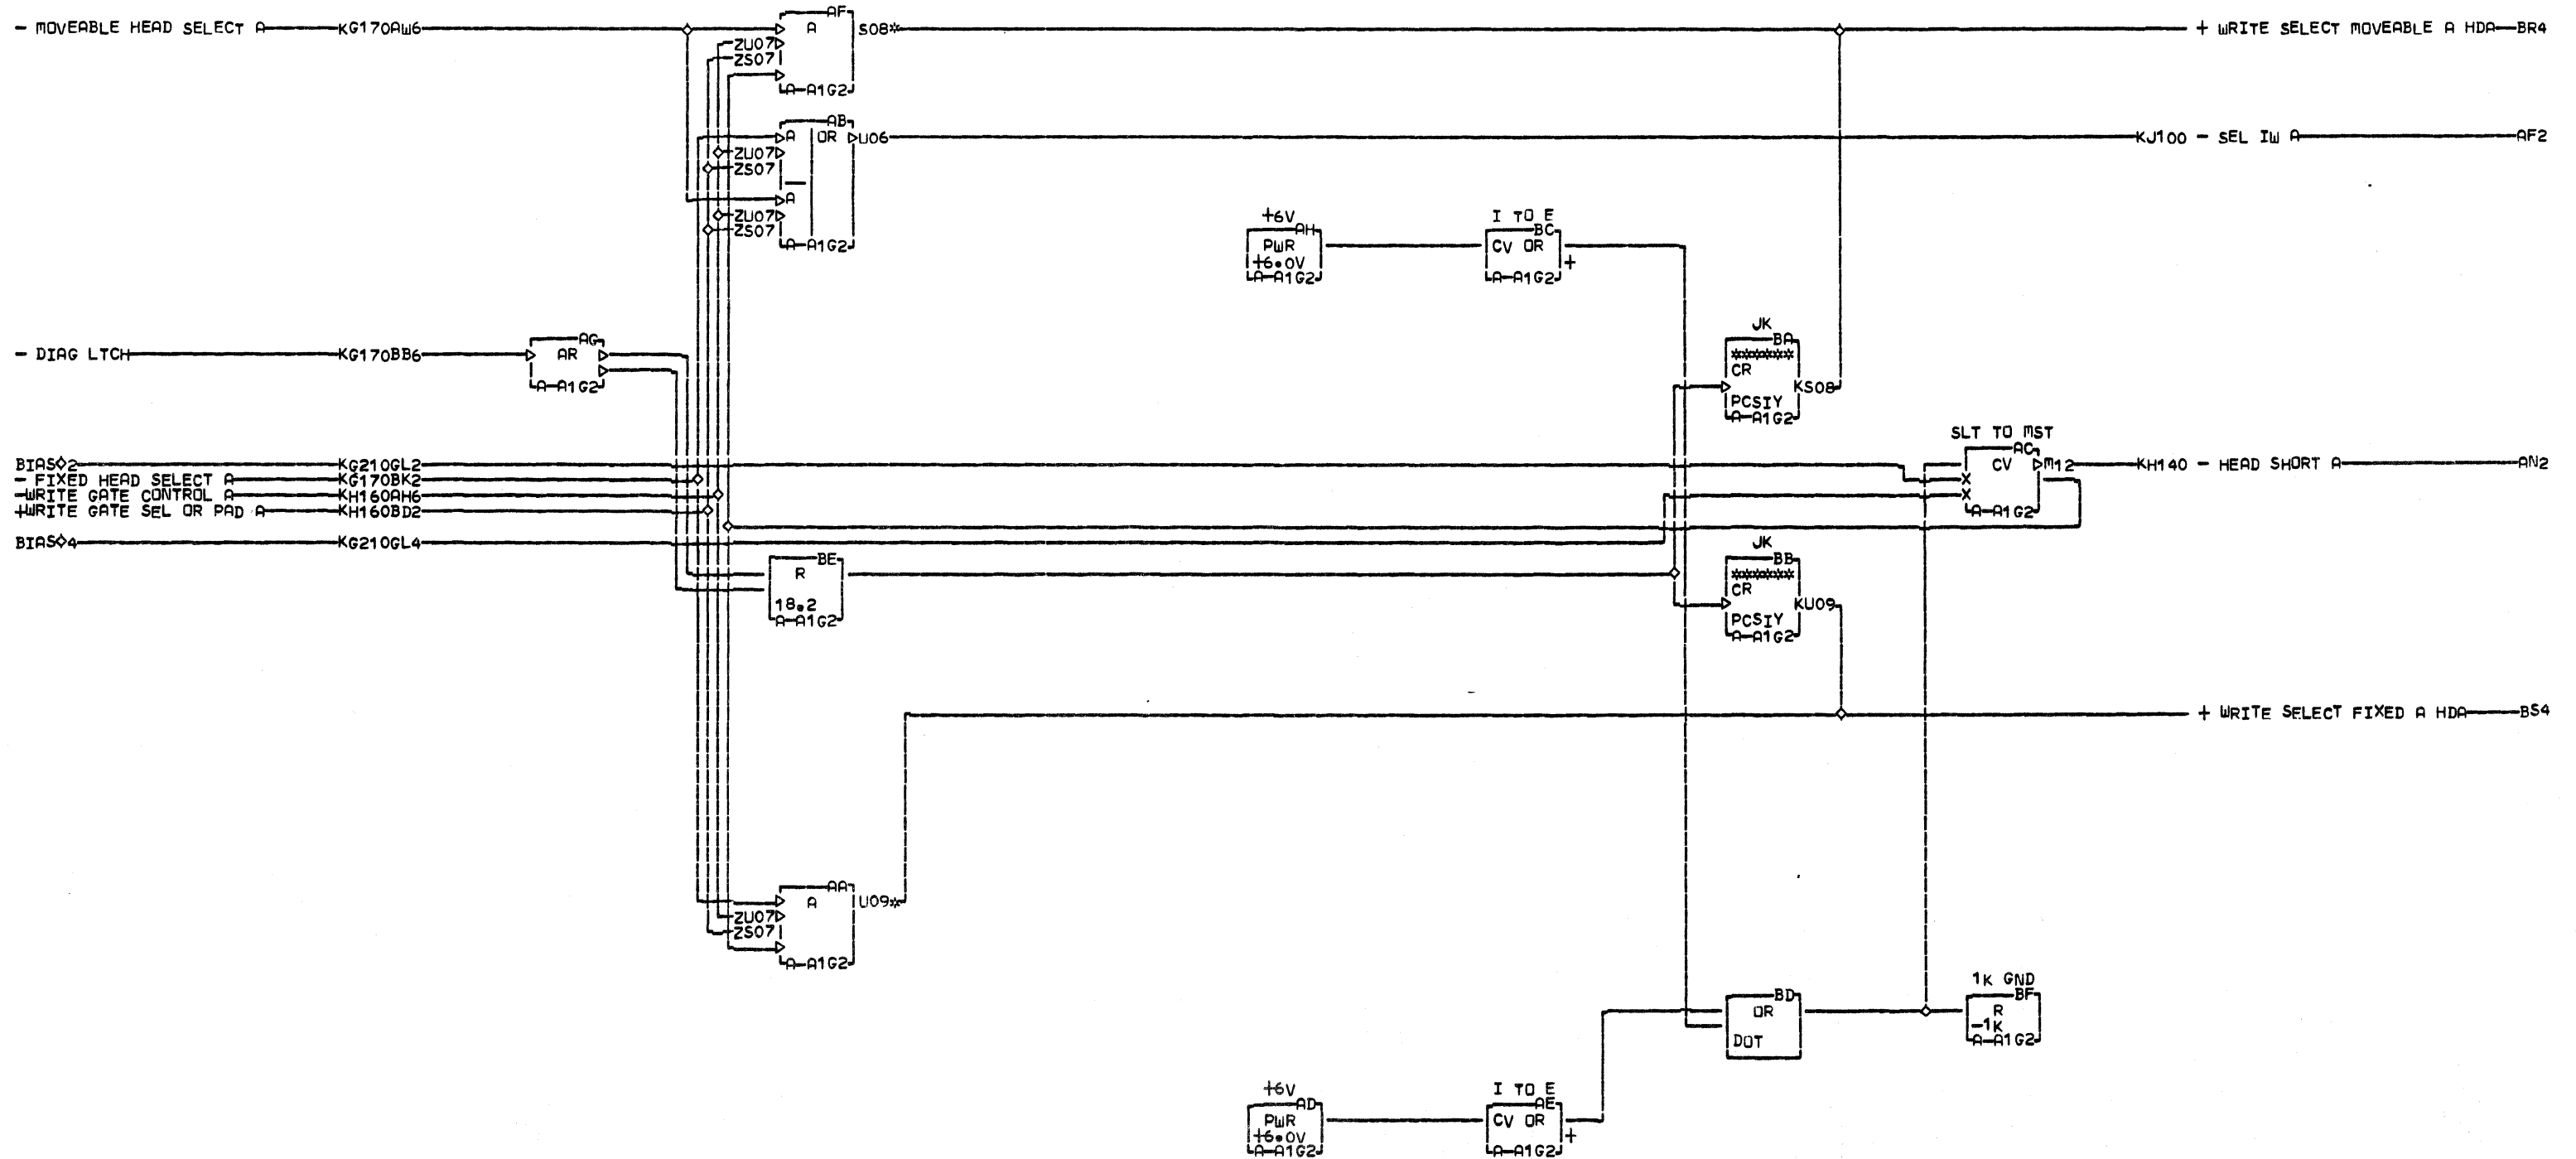 AF
- MOVEABLE HEAD SELECT A KG170AW6 A S08* + WRITE SELECT MOVEABLE A HDA BR4
ZU07
ZS07
A-A1G2
AB
A OR U06 KJ100 - SEL IW A AF2
ZU07
ZS07
A
ZU07
ZS07
A-A1G2
+6V
AH
PWR
+6.0V
A-A1G2
I TO E
BC
CV OR
+
A-A1G2
- DIAG LTCH KG170BB6
AG
AR
A-A1G2
JK
BA
******
CR
KS08
PCSIY
A-A1G2
SLT TO MST
AC
CV M12 KH140 - HEAD SHORT A AN2
X
X
A-A1G2
BIAS◇2 KG210GL2
- FIXED HEAD SELECT A KG170BK2
-WRITE GATE CONTROL A KH160AH6
+WRITE GATE SEL OR PAD A KH160BD2
BIAS◇4 KG210GL4
BE
R
18.2
A-A1G2
JK
BB
******
CR
KU09
PCSIY
A-A1G2
+ WRITE SELECT FIXED A HDA BS4
AA
A U09*
ZU07
ZS07
A-A1G2
BD
OR
DOT
1K GND
BF
R
-1K
A-A1G2
+6V
AD
PWR
+6.0V
A-A1G2
I TO E
AE
CV OR
+
A-A1G2